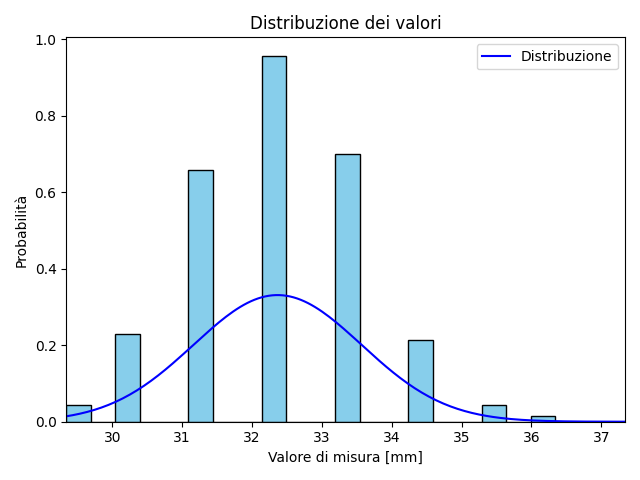 Distribuzione dei valori
Distribuzione
Probabilità
1.0
0.8
0.6
0.4
0.2
0.0
30 31 32 33 34 35 36 37
Valore di misura [mm]